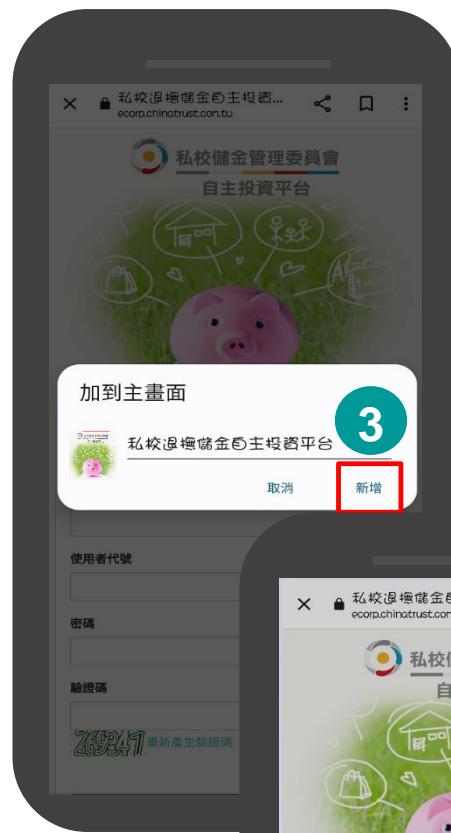 私校退撫儲金自主投資...
ecorp.chinatrust.com.tw
私校儲金管理委員會
自主投資平台
加到主畫面
3
私校退撫儲金自主投資平台
取消
新增
使用者代號
密碼
驗證碼
269347
重新產生驗證碼
私校退撫儲金自
ecorp.chinatrust.com
私校儲
自